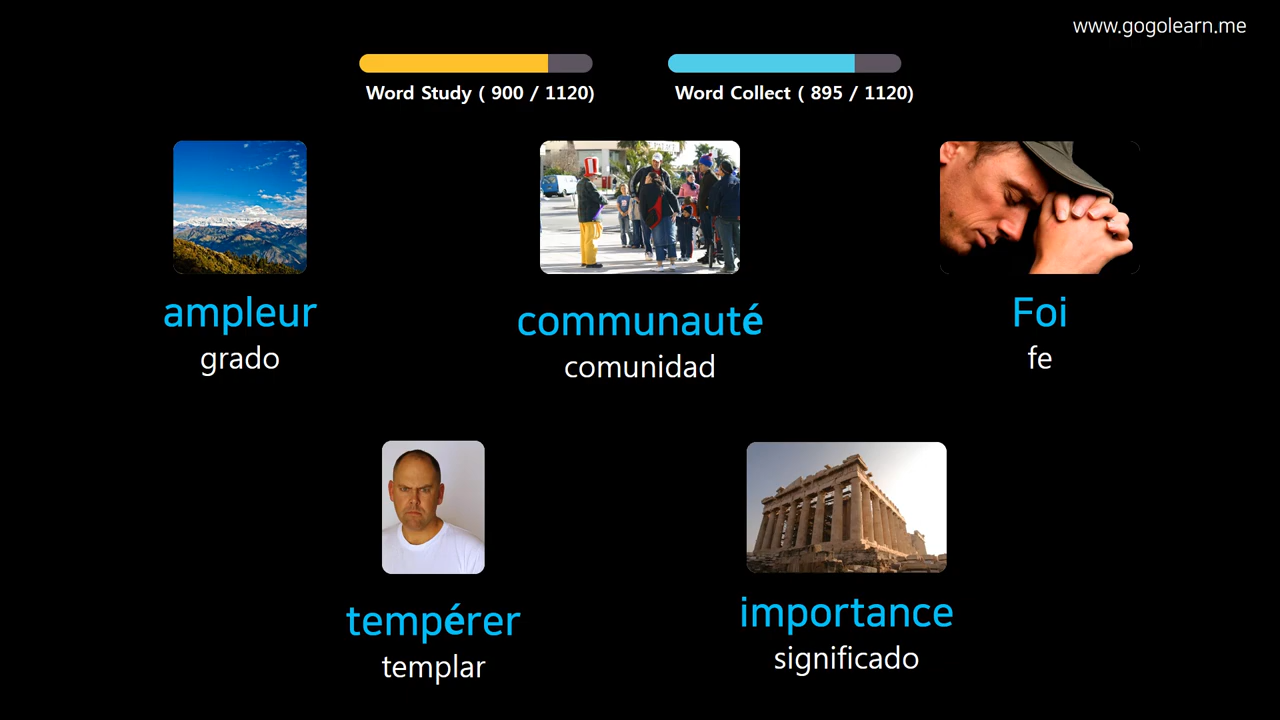 www.gogolearn.me
Word Study ( 900 / 1120)
Word Collect ( 895 / 1120)
ampleur
grado
communauté
comunidad
Foi
fe
tempérer
templar
importance
significado